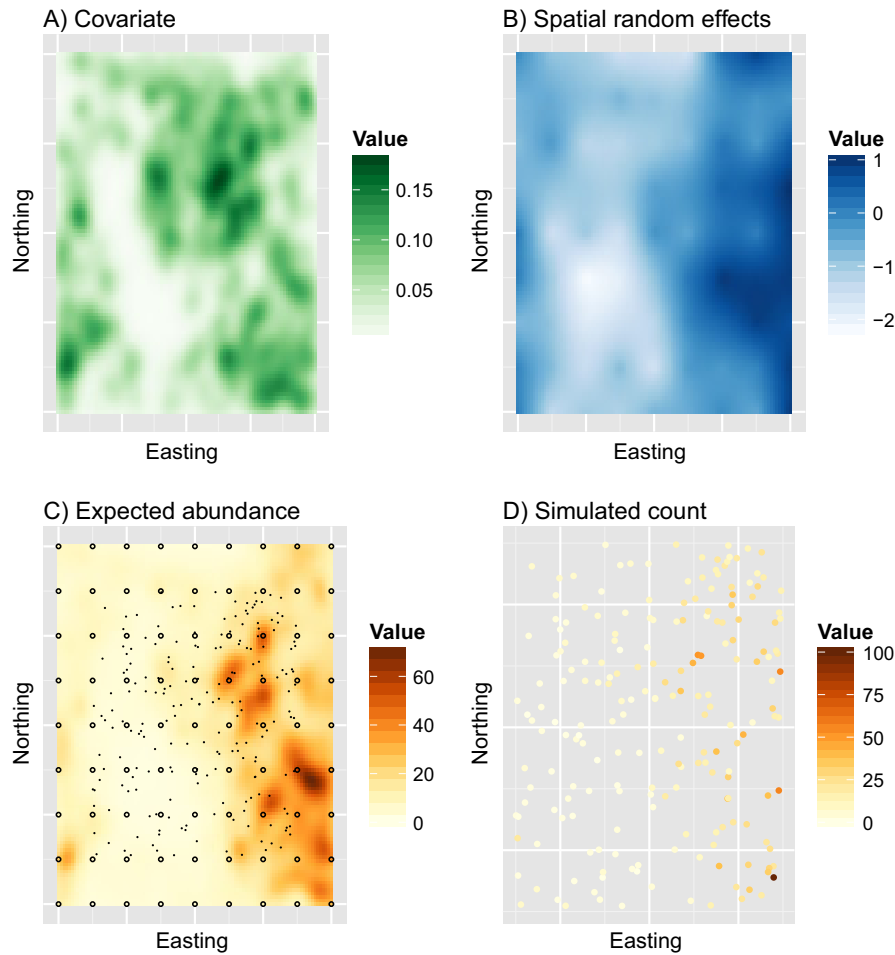 A) Covariate
Northing
Easting
Value
0.15
0.10
0.05
B) Spatial random effects
Northing
Easting
Value
1
0
−1
−2
C) Expected abundance
Northing
Easting
Value
60
40
20
0
D) Simulated count
Northing
Easting
Value
100
75
50
25
0